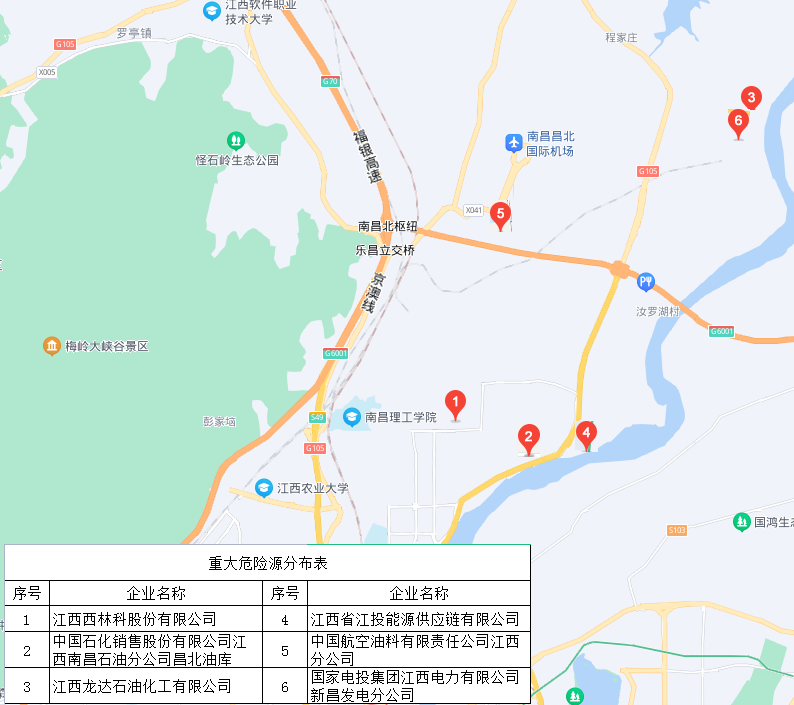 江西软件职业
技术大学
罗亭镇
G105
X005
程家庄
G70
3
6
福银高速
南昌昌北
国际机场
怪石岭生态公园
G105
X041
5
南昌北枢纽
乐昌立交桥
京澳线
汝罗湖村
G6001
梅岭大峡谷景区
G6001
1
S49
南昌理工学院
彭家垴
2
4
G105
江西农业大学
国鸿生态
S103
重大危险源分布表
序号 企业名称 序号 企业名称
1 江西西林科股份有限公司 4 江西省江投能源供应链有限公司
2 中国石化销售股份有限公司江
西南昌石油分公司昌北油库
5 中国航空油料有限责任公司江西
分公司
3 江西龙达石油化工有限公司
6 国家电投集团江西电力有限公司
新昌发电分公司